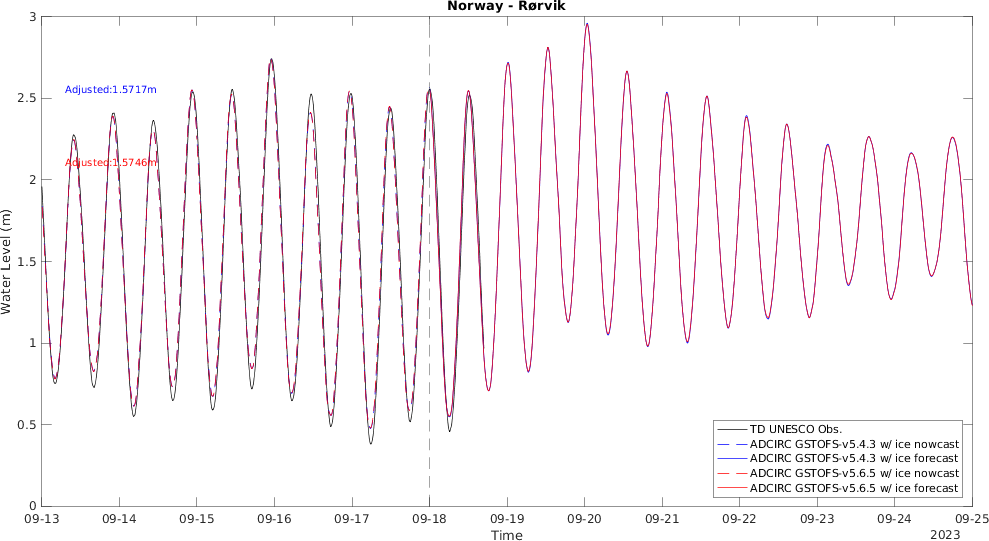 Norway - Rørvik
3
2.5
2
1.5
1
0.5
0
Water Level (m)
Adjusted:1.5717m
Adjusted:1.5746m
TD UNESCO Obs.
ADCIRC GSTOFS-v5.4.3 w/ ice nowcast
ADCIRC GSTOFS-v5.4.3 w/ ice forecast
ADCIRC GSTOFS-v5.6.5 w/ ice nowcast
ADCIRC GSTOFS-v5.6.5 w/ ice forecast
09-13 09-14 09-15 09-16 09-17 09-18 09-19 09-20 09-21 09-22 09-23 09-24 09-25
Time
2023